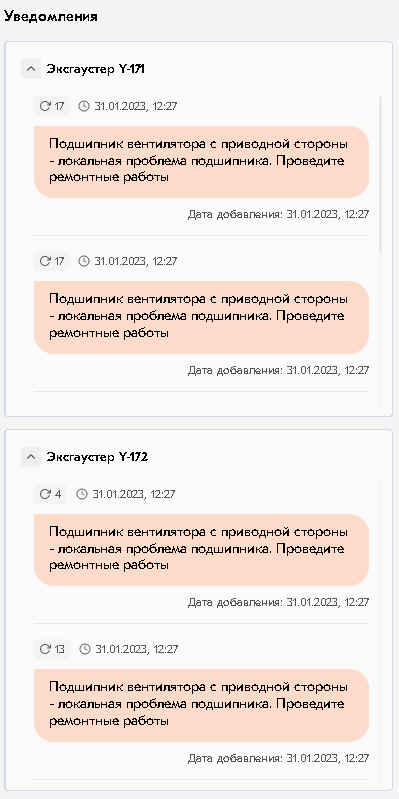 Уведомления
Эксгаустер Y-171
17 31.01.2023, 12:27
Подшипник вентилятора с приводной стороны
- локальная проблема подшипника. Проведите
ремонтные работы
Дата добавления: 31.01.2023, 12:27
17 31.01.2023, 12:27
Подшипник вентилятора с приводной стороны
- локальная проблема подшипника. Проведите
ремонтные работы
Дата добавления: 31.01.2023, 12:27
Эксгаустер Y-172
4 31.01.2023, 12:27
Подшипник вентилятора с приводной стороны
- локальная проблема подшипника. Проведите
ремонтные работы
Дата добавления: 31.01.2023, 12:27
13 31.01.2023, 12:27
Подшипник вентилятора с приводной стороны
- локальная проблема подшипника. Проведите
ремонтные работы
Дата добавления: 31.01.2023, 12:27